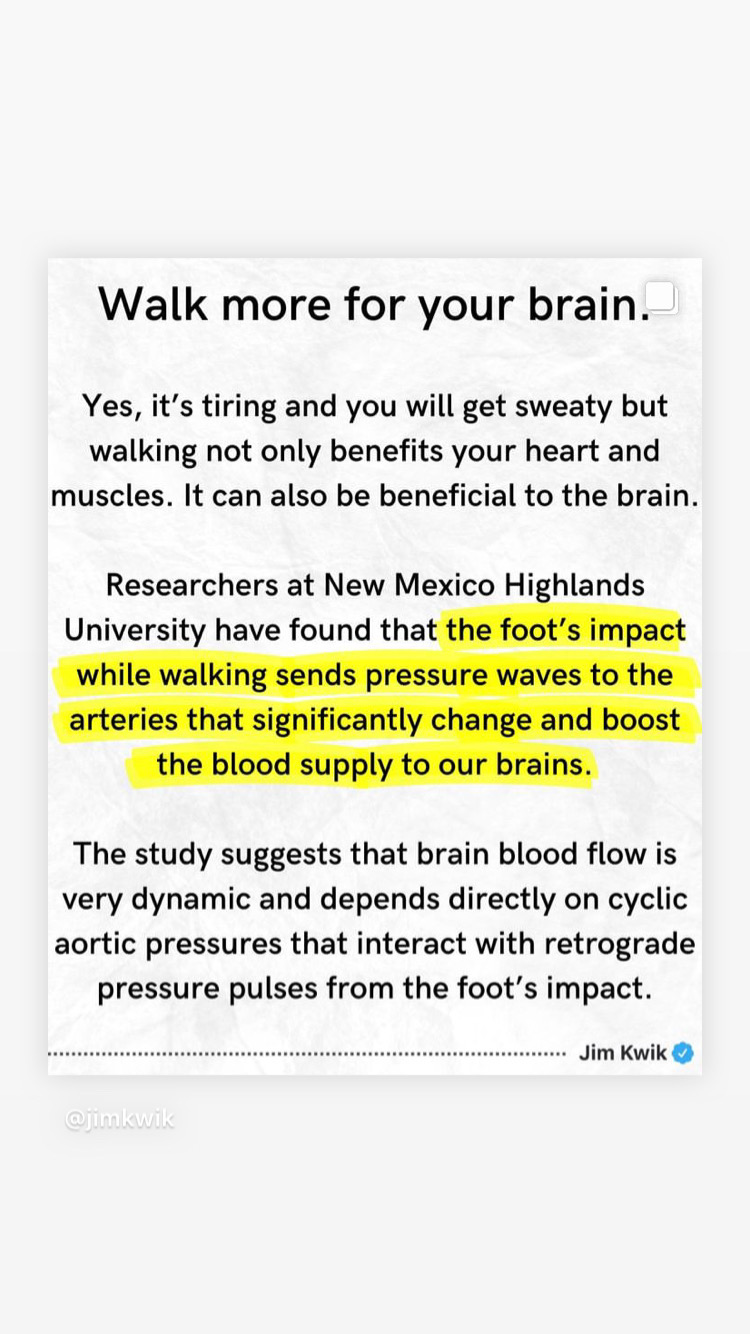 Walk more for your brain.
Yes, it’s tiring and you will get sweaty but
walking not only benefits your heart and
muscles. It can also be beneficial to the brain.
Researchers at New Mexico Highlands
University have found that the foot’s impact
while walking sends pressure waves to the
arteries that significantly change and boost
the blood supply to our brains.
The study suggests that brain blood flow is
very dynamic and depends directly on cyclic
aortic pressures that interact with retrograde
pressure pulses from the foot’s impact.
Jim Kwik
@jimkwik